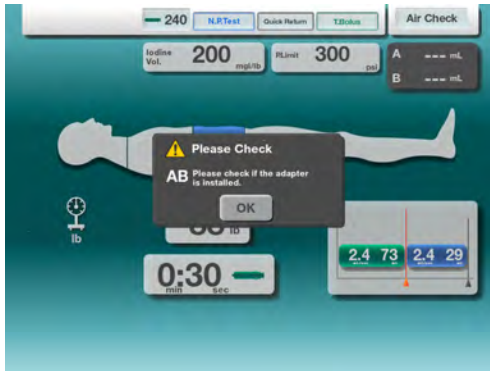 240 N.P.Test Quick Return T.Bolus Air Check
Iodine Vol. 200 mgI/lb P.Limit 300 psi A --- mL
B --- mL
Please Check
AB Please check if the adapter
is installed.
OK
lb
lb
2.4 73 2.4 29
0:30
min sec